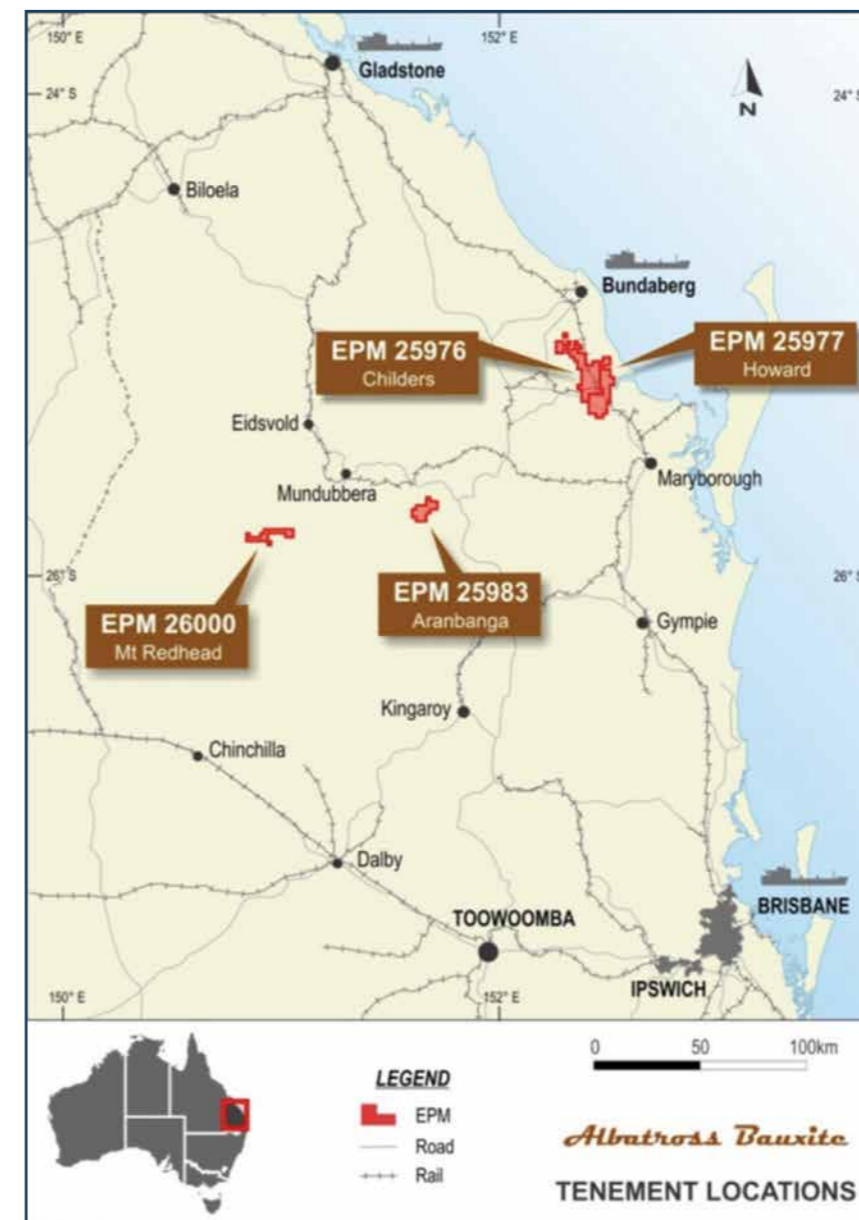 150° E
152° E
Gladstone
24° S
24° S
N
Biloela
Bundaberg
EPM 25976
Childers
EPM 25977
Howard
Eidsvold
Mundubbera
Maryborough
26° S
26° S
EPM 25983
Aranbanga
EPM 26000
Mt Redhead
Gympie
Kingaroy
Chinchilla
Dalby
BRISBANE
TOOWOOMBA
IPSWICH
150° E
152° E
0 50 100km
LEGEND
EPM
Road
Rail
Albatross Bauxite
TENEMENT LOCATIONS